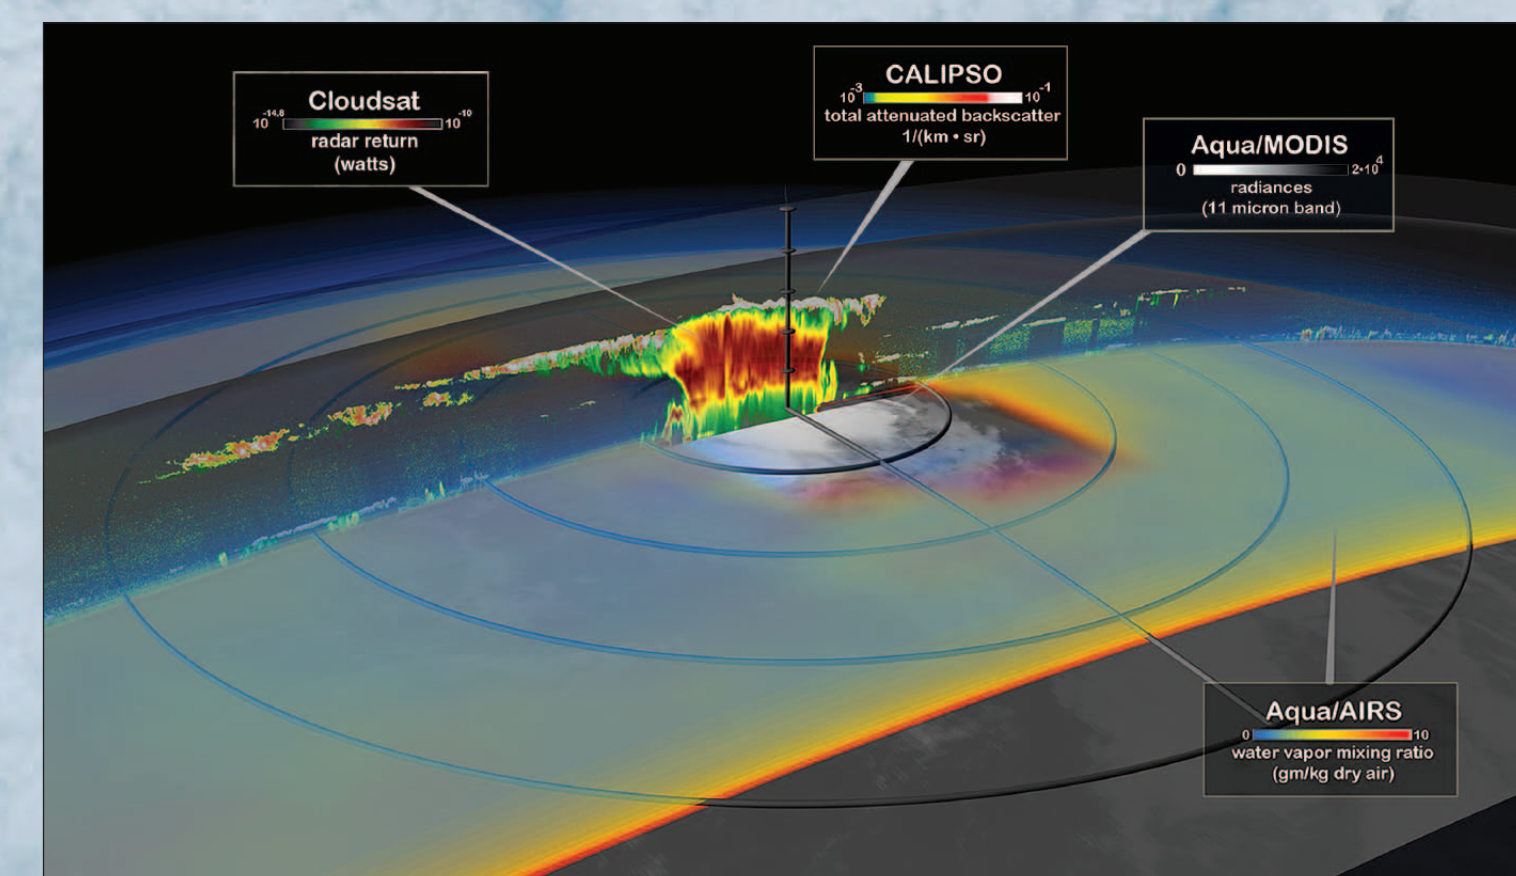 Cloudsat
10^-14.8 10^-10
radar return
(watts)
CALIPSO
10^-3 10^-1
total attenuated backscatter
1/(km • sr)
Aqua/MODIS
0 2•10^4
radiances
(11 micron band)
Aqua/AIRS
0 10
water vapor mixing ratio
(gm/kg dry air)